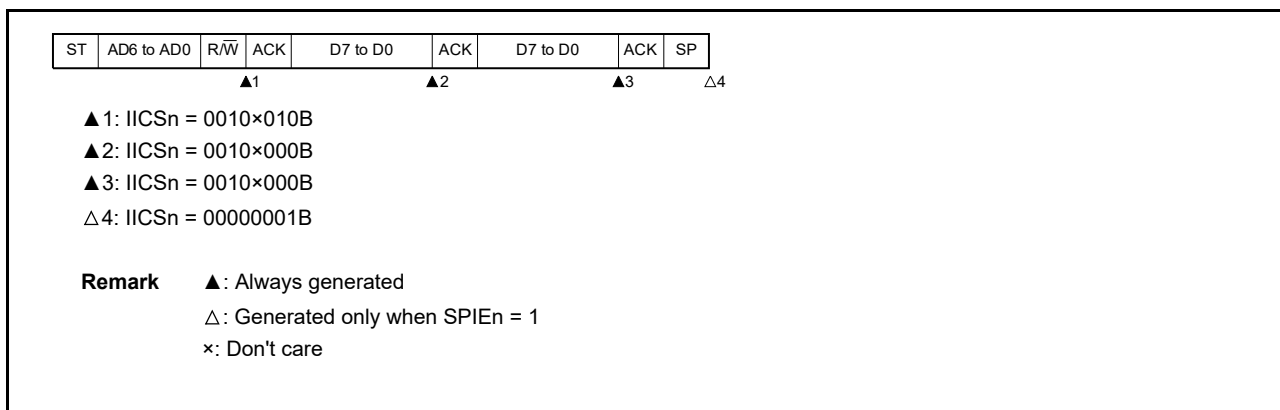 ST AD6 to AD0 R/W̅ ACK D7 to D0 ACK D7 to D0 ACK SP
▲1 ▲2 ▲3 △4
▲1: IICSn = 0010×010B
▲2: IICSn = 0010×000B
▲3: IICSn = 0010×000B
△4: IICSn = 00000001B
Remark ▲: Always generated
△: Generated only when SPIEn = 1
×: Don't care